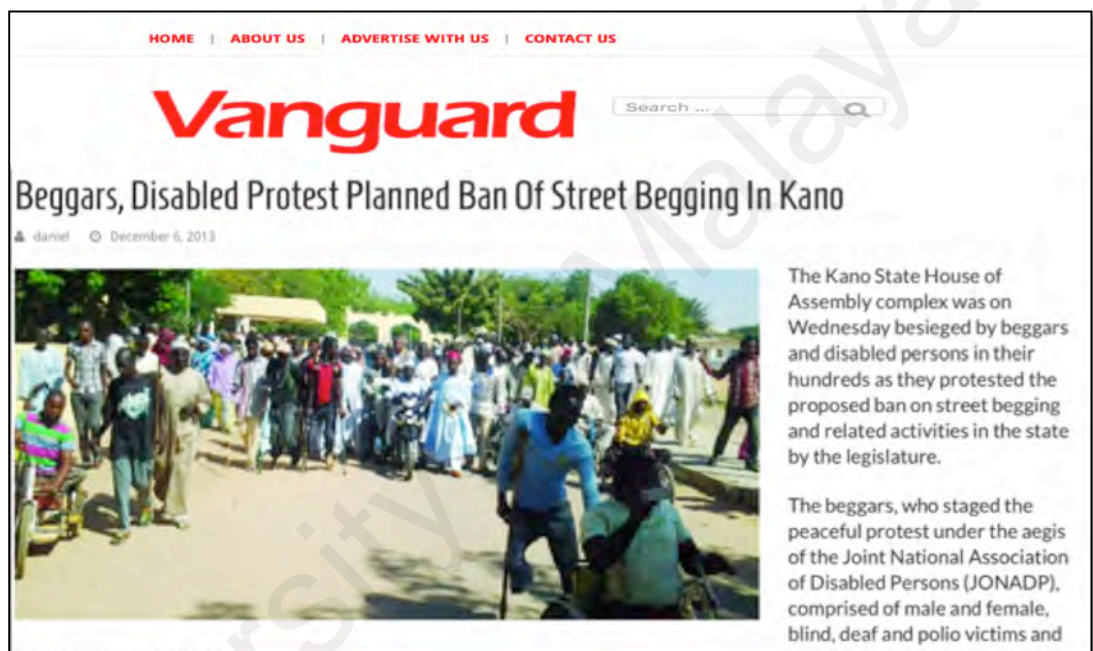 HOME | ABOUT US | ADVERTISE WITH US | CONTACT US
Vanguard
Search ...
Beggars, Disabled Protest Planned Ban Of Street Begging In Kano
daniel December 6, 2013
The Kano State House of
Assembly complex was on
Wednesday besieged by beggars
and disabled persons in their
hundreds as they protested the
proposed ban on street begging
and related activities in the state
by the legislature.
The beggars, who staged the
peaceful protest under the aegis
of the Joint National Association
of Disabled Persons (JONADP),
comprised of male and female,
blind, deaf and polio victims and